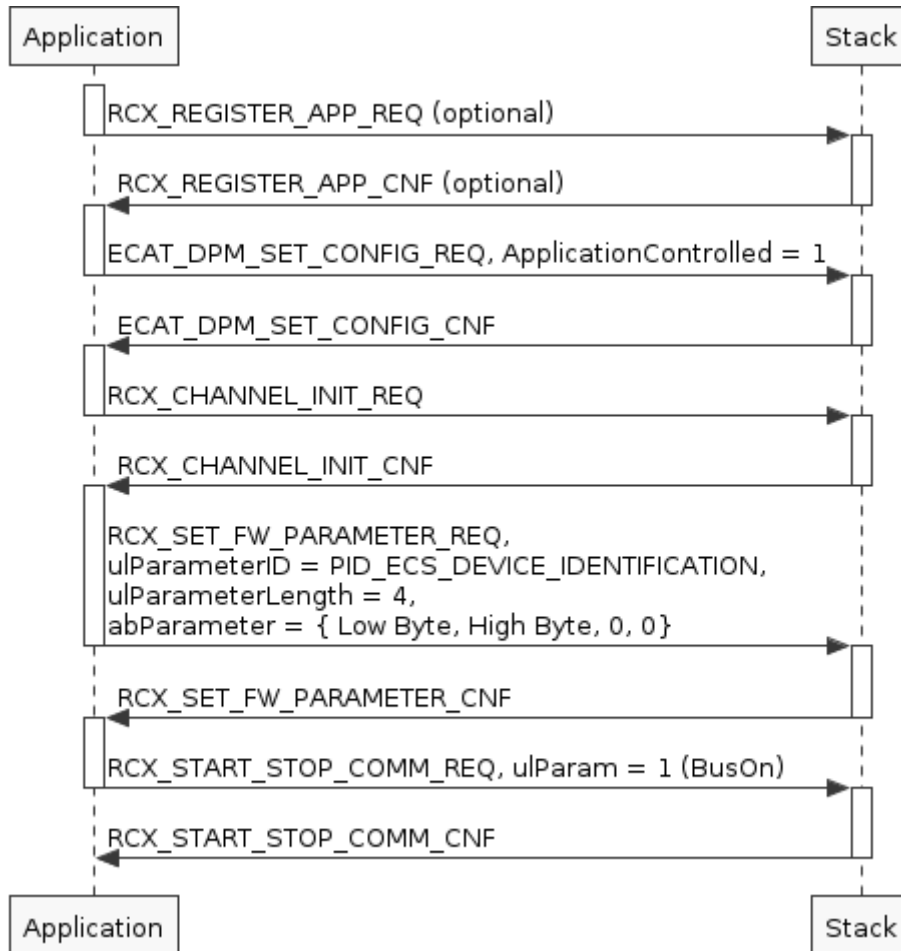 Application
Stack
RCX_REGISTER_APP_REQ (optional)
RCX_REGISTER_APP_CNF (optional)
ECAT_DPM_SET_CONFIG_REQ, ApplicationControlled = 1
ECAT_DPM_SET_CONFIG_CNF
RCX_CHANNEL_INIT_REQ
RCX_CHANNEL_INIT_CNF
RCX_SET_FW_PARAMETER_REQ,
ulParameterID = PID_ECS_DEVICE_IDENTIFICATION,
ulParameterLength = 4,
abParameter = { Low Byte, High Byte, 0, 0}
RCX_SET_FW_PARAMETER_CNF
RCX_START_STOP_COMM_REQ, ulParam = 1 (BusOn)
RCX_START_STOP_COMM_CNF
Application
Stack